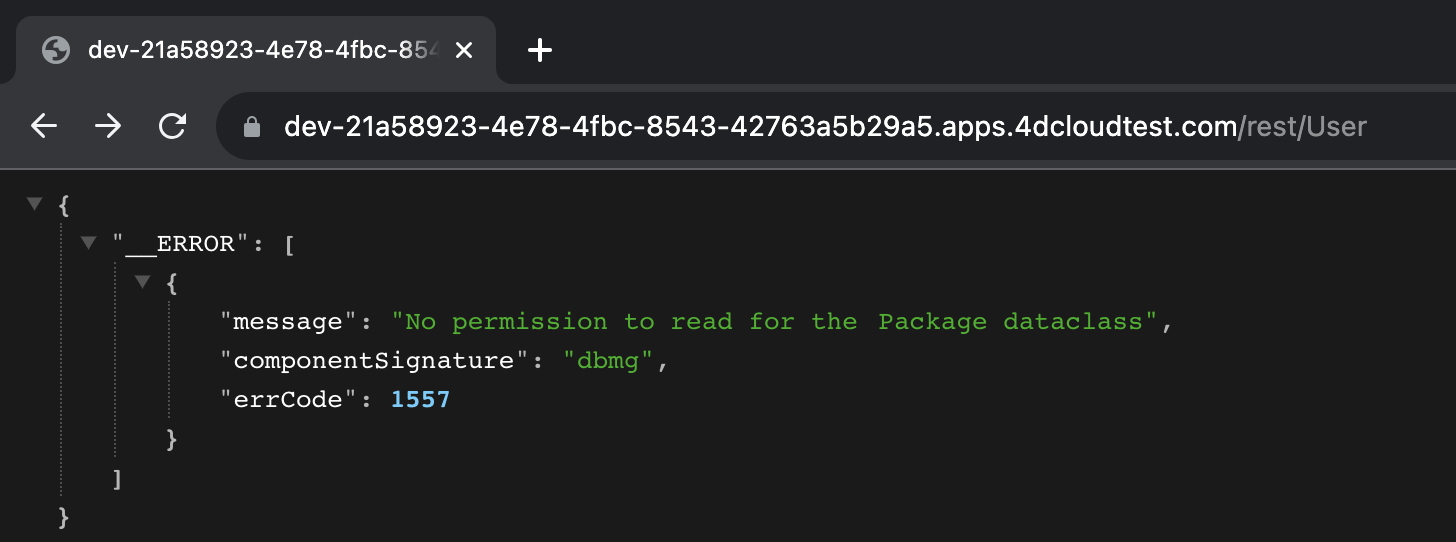 dev-21a58923-4e78-4fbc-854
dev-21a58923-4e78-4fbc-8543-42763a5b29a5.apps.4dcloudtest.com/rest/User
{
"__ERROR": [
{
"message": "No permission to read for the Package dataclass",
"componentSignature": "dbmg",
"errCode": 1557
}
]
}